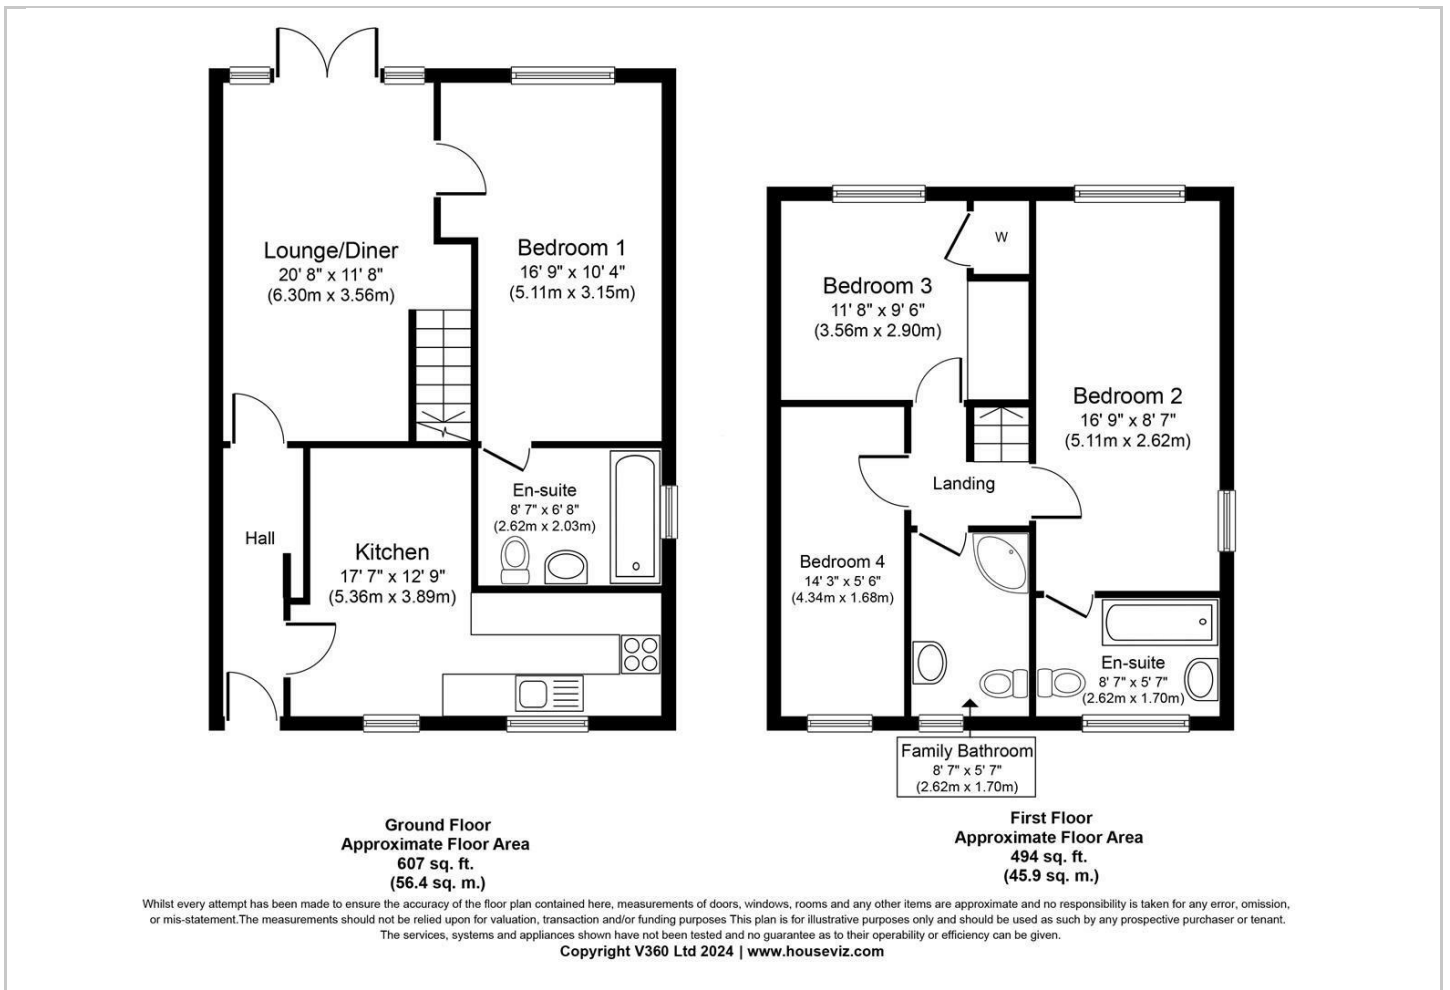 Lounge/Diner
20' 8" x 11' 8"
(6.30m x 3.56m)
Bedroom 1
16' 9" x 10' 4"
(5.11m x 3.15m)
En-suite
8' 7" x 6' 8"
(2.62m x 2.03m)
Hall
Kitchen
17' 7" x 12' 9"
(5.36m x 3.89m)
Ground Floor
Approximate Floor Area
607 sq. ft.
(56.4 sq. m.)
W
Bedroom 3
11' 8" x 9' 6"
(3.56m x 2.90m)
Bedroom 2
16' 9" x 8' 7"
(5.11m x 2.62m)
Landing
Bedroom 4
14' 3" x 5' 6"
(4.34m x 1.68m)
En-suite
8' 7" x 5' 7"
(2.62m x 1.70m)
Family Bathroom
8' 7" x 5' 7"
(2.62m x 1.70m)
First Floor
Approximate Floor Area
494 sq. ft.
(45.9 sq. m.)
Whilst every attempt has been made to ensure the accuracy of the floor plan contained here, measurements of doors, windows, rooms and any other items are approximate and no responsibility is taken for any error, omission,
or mis-statement.The measurements should not be relied upon for valuation, transaction and/or funding purposes This plan is for illustrative purposes only and should be used as such by any prospective purchaser or tenant.
The services, systems and appliances shown have not been tested and no guarantee as to their operability or efficiency can be given.
Copyright V360 Ltd 2024 | www.houseviz.com